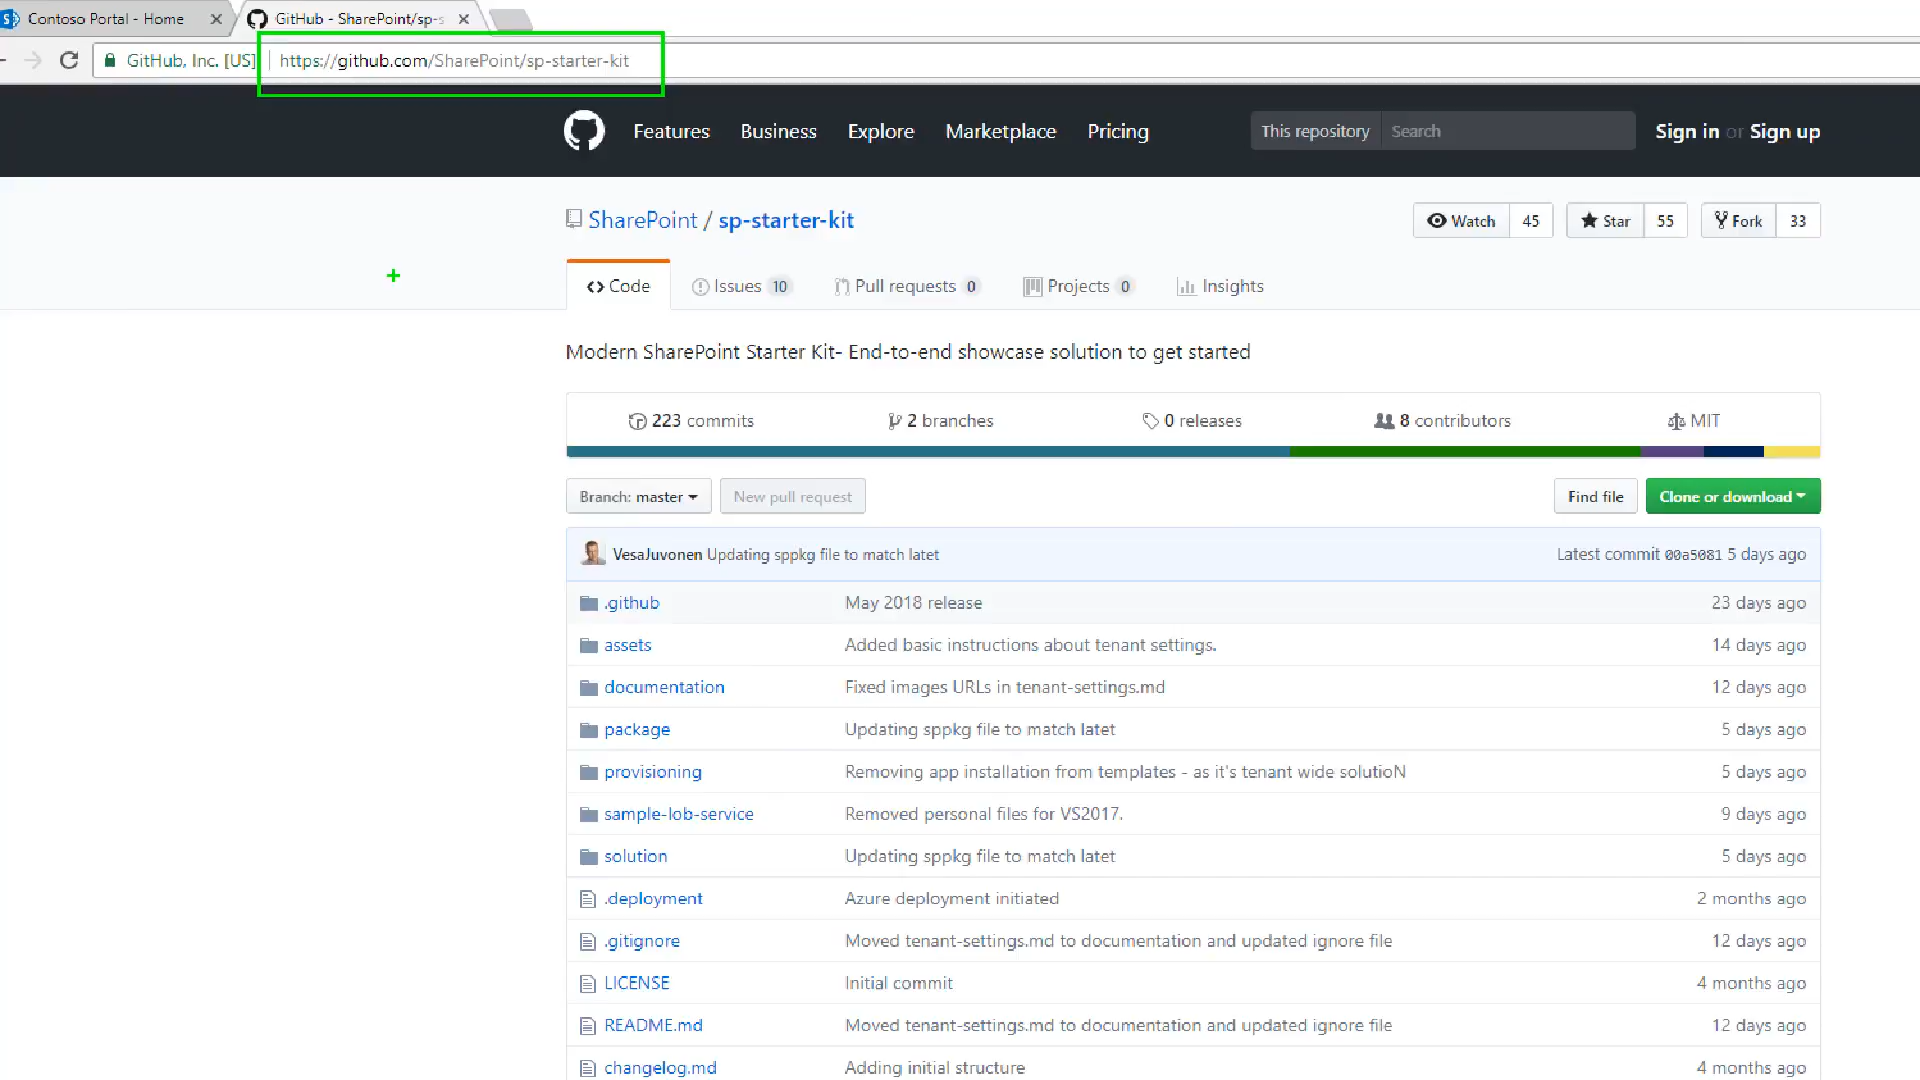 Contoso Portal - Home
GitHub - SharePoint/sp-s
GitHub, Inc. [US]
https://github.com/SharePoint/sp-starter-kit
Features Business Explore Marketplace Pricing
This repository Search
Sign in or Sign up
SharePoint / sp-starter-kit
Watch 45 Star 55 Fork 33
Code Issues 10 Pull requests 0 Projects 0 Insights
Modern SharePoint Starter Kit- End-to-end showcase solution to get started
223 commits 2 branches 0 releases 8 contributors MIT
Branch: master New pull request Find file Clone or download
VesaJuvonen Updating sppkg file to match latet Latest commit 00a5081 5 days ago
.github May 2018 release 23 days ago
assets Added basic instructions about tenant settings. 14 days ago
documentation Fixed images URLs in tenant-settings.md 12 days ago
package Updating sppkg file to match latet 5 days ago
provisioning Removing app installation from templates - as it's tenant wide solutioN 5 days ago
sample-lob-service Removed personal files for VS2017. 9 days ago
solution Updating sppkg file to match latet 5 days ago
.deployment Azure deployment initiated 2 months ago
.gitignore Moved tenant-settings.md to documentation and updated ignore file 12 days ago
LICENSE Initial commit 4 months ago
README.md Moved tenant-settings.md to documentation and updated ignore file 12 days ago
changelog.md Adding initial structure 4 months ago